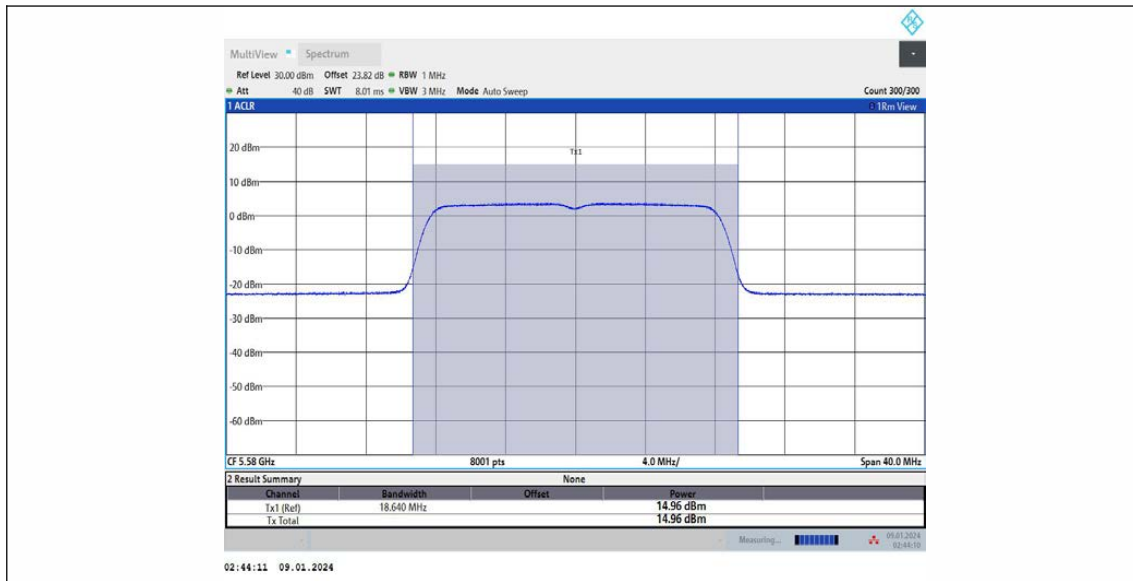 MultiView Spectrum
Ref Level 30.00 dBm Offset 23.82 dB RBW 1 MHz
Att 40 dB SWT 8.01 ms VBW 3 MHz Mode Auto Sweep Count 300/300
1 ACLR 1Rm View
Tx1
20 dBm
10 dBm
0 dBm
-10 dBm
-20 dBm
-30 dBm
-40 dBm
-50 dBm
-60 dBm
CF 5.58 GHz 8001 pts 4.0 MHz/ Span 40.0 MHz
2 Result Summary None
Channel Bandwidth Offset Power
Tx1 (Ref) 18.640 MHz 14.96 dBm
Tx Total 14.96 dBm
Measuring... 09.01.2024
02:44:10
02:44:11 09.01.2024